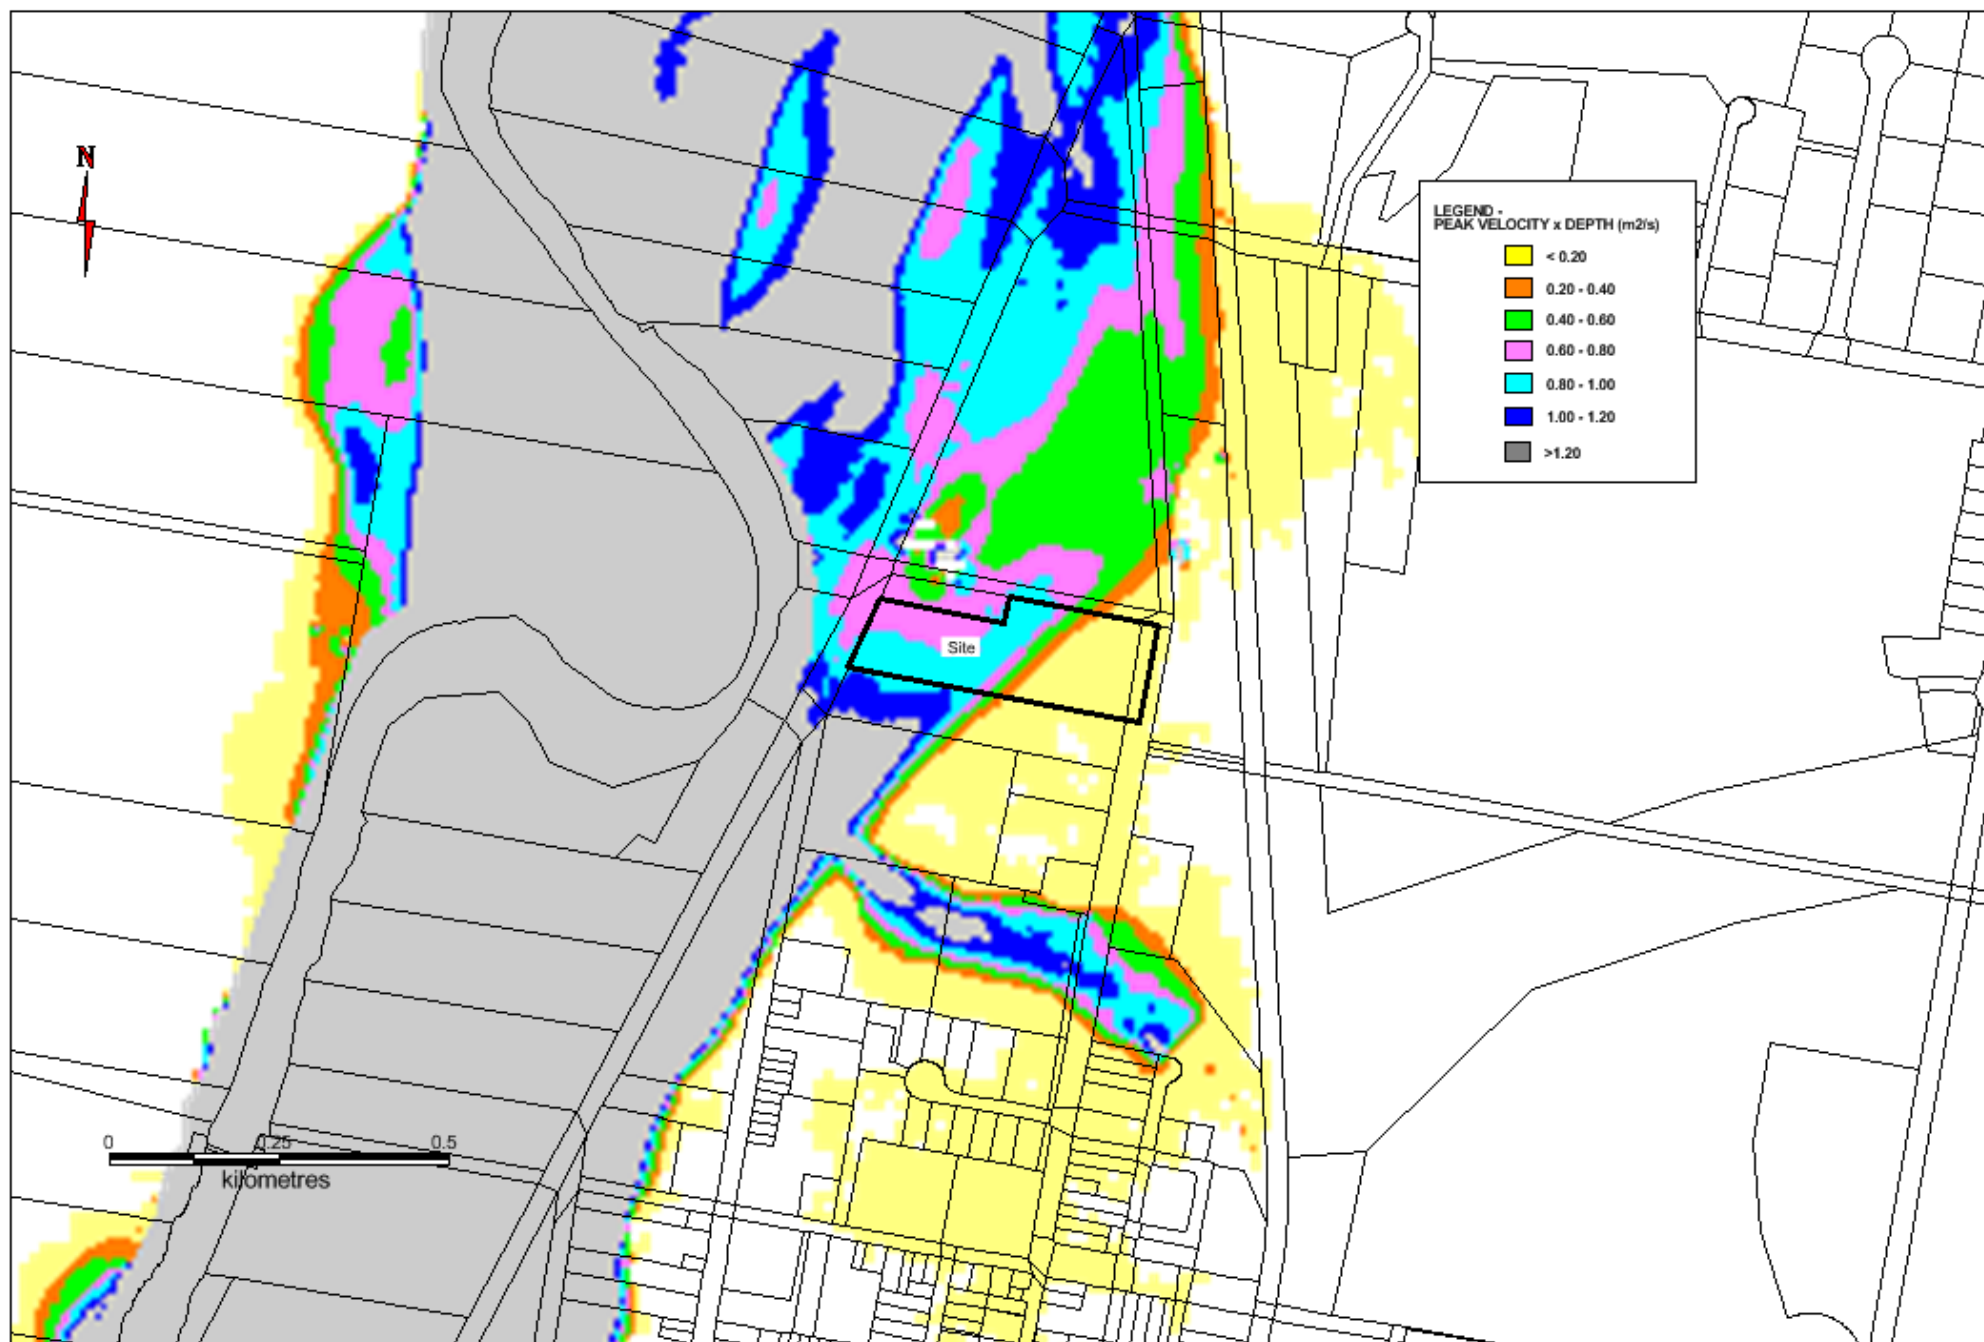 N
LEGEND -
PEAK VELOCITY x DEPTH (m2/s)
< 0.20
0.20 - 0.40
0.40 - 0.60
0.60 - 0.80
0.80 - 1.00
1.00 - 1.20
>1.20
Site
0 0.25 0.5
kilometres